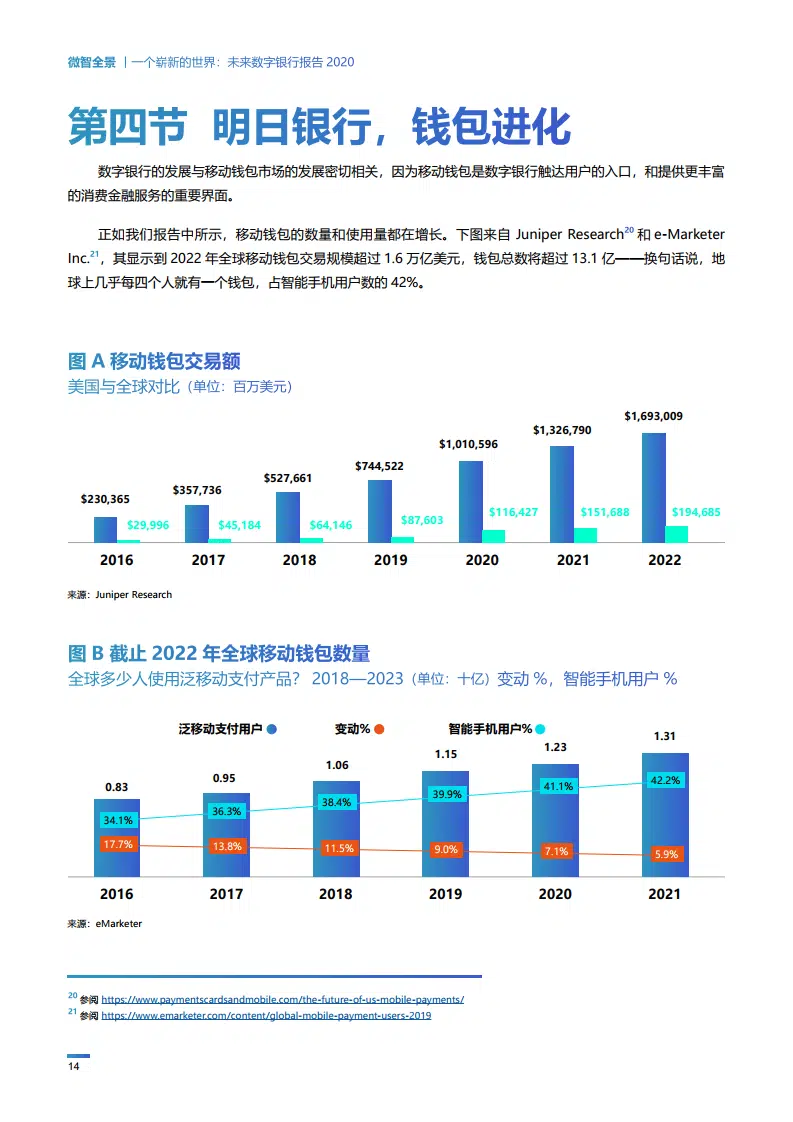 微智全景 | 一个崭新的世界：未来数字银行报告 2020
第四节 明日银行，钱包进化
数字银行的发展与移动钱包市场的发展密切相关，因为移动钱包是数字银行触达用户的入口，和提供更丰富
的消费金融服务的重要界面。
正如我们报告中所示，移动钱包的数量和使用量都在增长。下图来自 Juniper Research20 和 e-Marketer
Inc.21，其显示到 2022 年全球移动钱包交易规模超过 1.6 万亿美元，钱包总数将超过 13.1 亿——换句话说，地
球上几乎每四个人就有一个钱包，占智能手机用户数的 42%。
图 A 移动钱包交易额
美国与全球对比（单位：百万美元）
$230,365 $29,996
$357,736 $45,184
$527,661 $64,146
$744,522 $87,603
$1,010,596 $116,427
$1,326,790 $151,688
$1,693,009 $194,685
2016 2017 2018 2019 2020 2021 2022
来源：Juniper Research
图 B 截止 2022 年全球移动钱包数量
全球多少人使用泛移动支付产品？ 2018—2023（单位：十亿）变动 %，智能手机用户 %
泛移动支付用户 变动% 智能手机用户%
0.83 0.95 1.06 1.15 1.23 1.31
34.1% 36.3% 38.4% 39.9% 41.1% 42.2%
17.7% 13.8% 11.5% 9.0% 7.1% 5.9%
2016 2017 2018 2019 2020 2021
来源：eMarketer
20 参阅 https://www.paymentscardsandmobile.com/the-future-of-us-mobile-payments/
21 参阅 https://www.emarketer.com/content/global-mobile-payment-users-2019
14